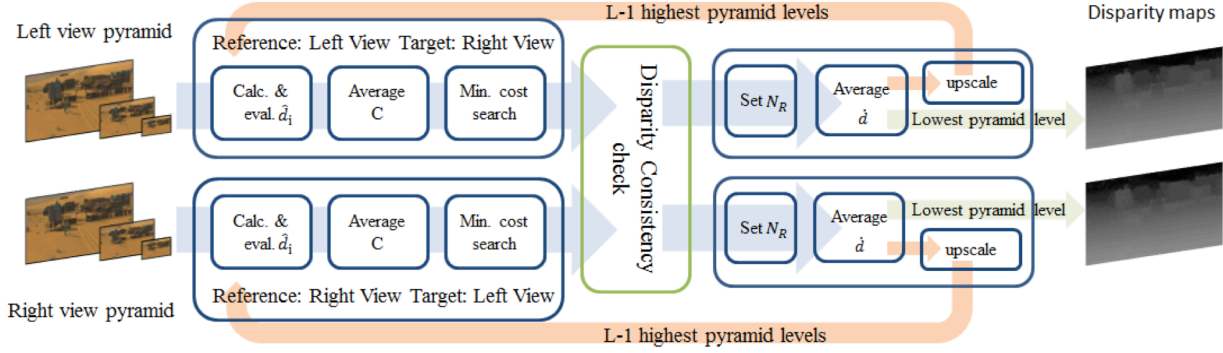 L-1 highest pyramid levels
Disparity maps
Left view pyramid
Reference: Left View Target: Right View
Calc. &
eval. d̂i
Average
C
Min. cost
search
Disparity Consistency
check
Set NR
Average
ḋ
upscale
Lowest pyramid level
Calc. &
eval. d̂i
Average
C
Min. cost
search
Set NR
Average
ḋ
Lowest pyramid level
upscale
Reference: Right View Target: Left View
Right view pyramid
L-1 highest pyramid levels